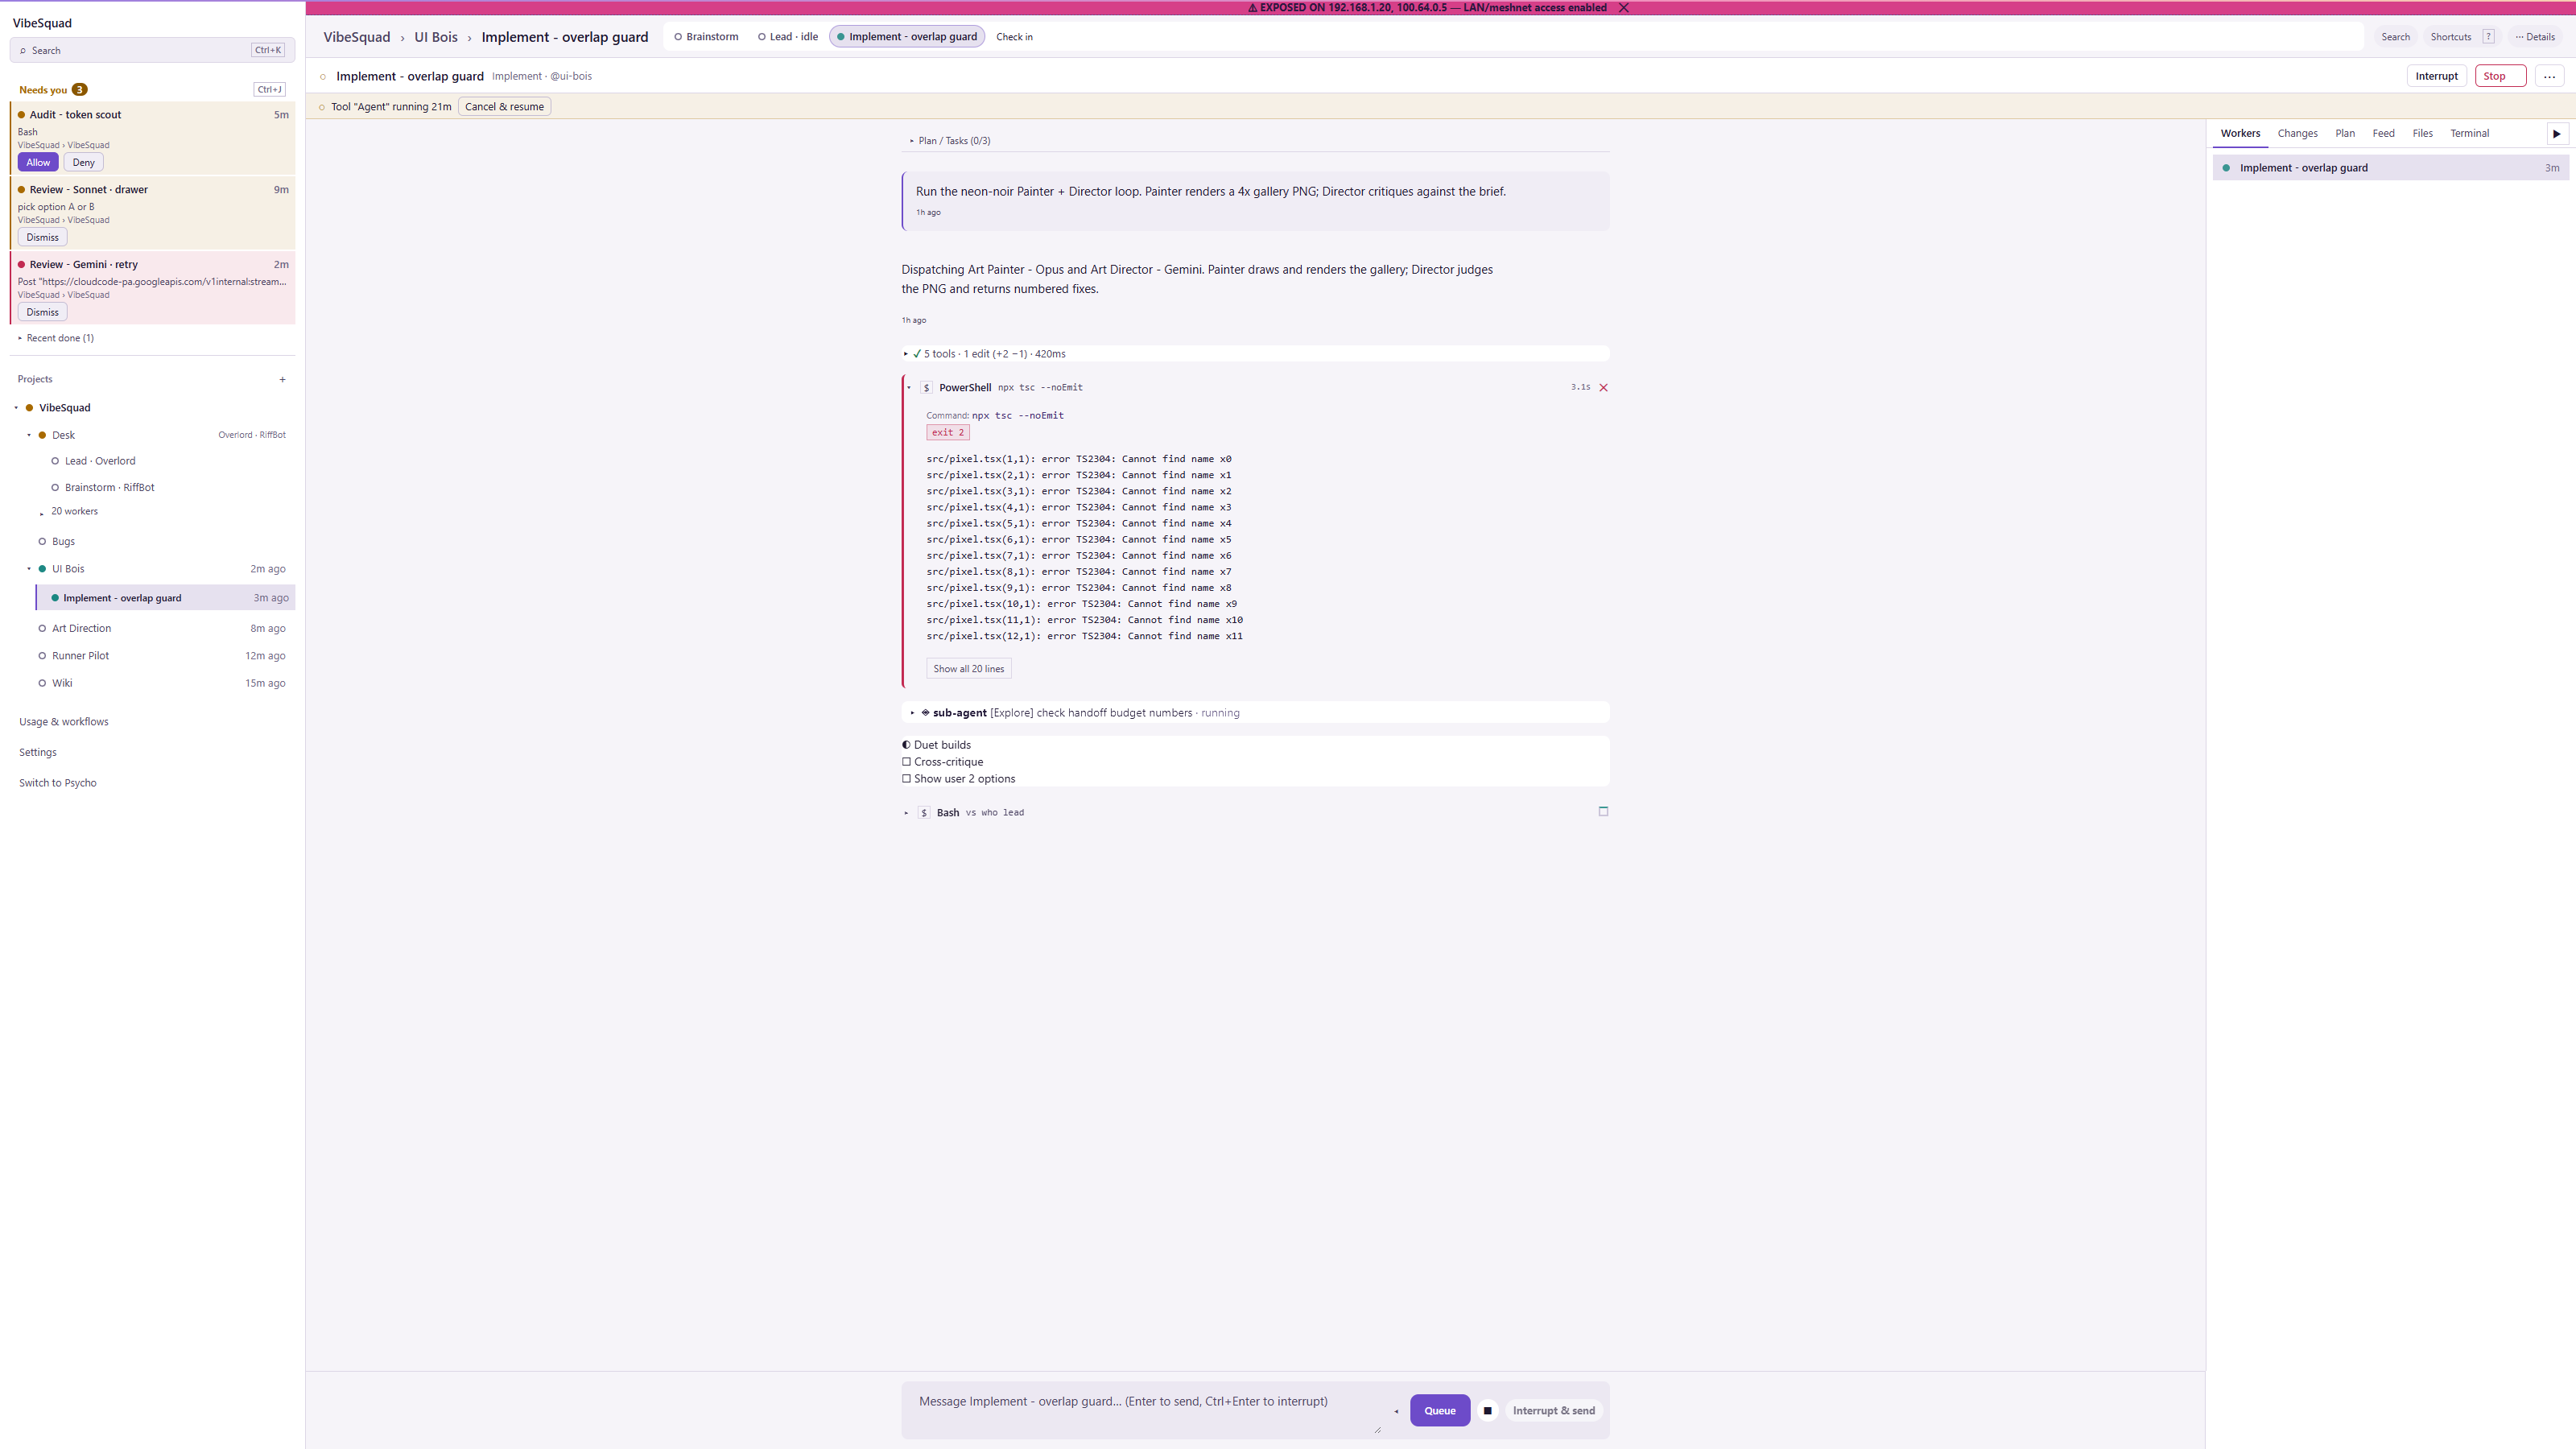 ⚠ EXPOSED ON 192.168.1.20, 100.64.0.5 — LAN/meshnet access enabled
VibeSquad
Search Ctrl+K
Needs you 3 Ctrl+J
Audit - token scout 5m
Bash
VibeSquad › VibeSquad
Allow Deny
Review - Sonnet · drawer 9m
pick option A or B
VibeSquad › VibeSquad
Dismiss
Review - Gemini · retry 2m
Post "https://cloudcode-pa.googleapis.com/v1internal:stream...
VibeSquad › VibeSquad
Dismiss
Recent done (1)
Projects +
VibeSquad
Desk Overlord · RiffBot
Lead · Overlord
Brainstorm · RiffBot
20 workers
Bugs
UI Bois 2m ago
Implement - overlap guard 3m ago
Art Direction 8m ago
Runner Pilot 12m ago
Wiki 15m ago
Usage & workflows
Settings
Switch to Psycho
VibeSquad › UI Bois › Implement - overlap guard Brainstorm Lead · idle Implement - overlap guard Check in Search Shortcuts ? ··· Details
Implement - overlap guard Implement · @ui-bois Interrupt Stop ...
Tool "Agent" running 21m Cancel & resume
Plan / Tasks (0/3)
Run the neon-noir Painter + Director loop. Painter renders a 4x gallery PNG; Director critiques against the brief.
1h ago
Dispatching Art Painter - Opus and Art Director - Gemini. Painter draws and renders the gallery; Director judges
the PNG and returns numbered fixes.
1h ago
✓ 5 tools · 1 edit (+2 −1) · 420ms
$ PowerShell npx tsc --noEmit 3.1s
Command: npx tsc --noEmit
exit 2
src/pixel.tsx(1,1): error TS2304: Cannot find name x0
src/pixel.tsx(2,1): error TS2304: Cannot find name x1
src/pixel.tsx(3,1): error TS2304: Cannot find name x2
src/pixel.tsx(4,1): error TS2304: Cannot find name x3
src/pixel.tsx(5,1): error TS2304: Cannot find name x4
src/pixel.tsx(6,1): error TS2304: Cannot find name x5
src/pixel.tsx(7,1): error TS2304: Cannot find name x6
src/pixel.tsx(8,1): error TS2304: Cannot find name x7
src/pixel.tsx(9,1): error TS2304: Cannot find name x8
src/pixel.tsx(10,1): error TS2304: Cannot find name x9
src/pixel.tsx(11,1): error TS2304: Cannot find name x10
src/pixel.tsx(12,1): error TS2304: Cannot find name x11
Show all 20 lines
sub-agent [Explore] check handoff budget numbers · running
◐ Duet builds
☐ Cross-critique
☐ Show user 2 options
$ Bash vs who lead
Message Implement - overlap guard... (Enter to send, Ctrl+Enter to interrupt) Queue Interrupt & send
Workers Changes Plan Feed Files Terminal
Implement - overlap guard 3m